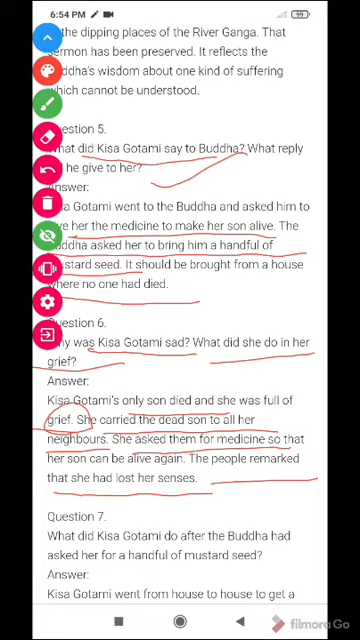 6:54 PM
59
the dipping places of the River Ganga. That
sermon has been preserved. It reflects the
Buddha's wisdom about one kind of suffering
which cannot be understood.
Question 5
What did Kisa Gotami say to Buddha? What reply
he give to her?
Answer:
Kisa Gotami went to the Buddha and asked him to
give her the medicine to make her son alive. The
Buddha asked her to bring him a handful of
mustard seed. It should be brought from a house
where no one had died.
Question 6
Why was Kisa Gotami sad? What did she do in her
grief?
Answer:
Kisa Gotami's only son died and she was full of
grief. She carried the dead son to all her
neighbours. She asked them for medicine so that
her son can be alive again. The people remarked
that she had lost her senses.
Question 7
What did Kisa Gotami do after the Buddha had
asked her for a handful of mustard seed?
Answer:
Kisa Gotami went from house to house to get a
filmora Go